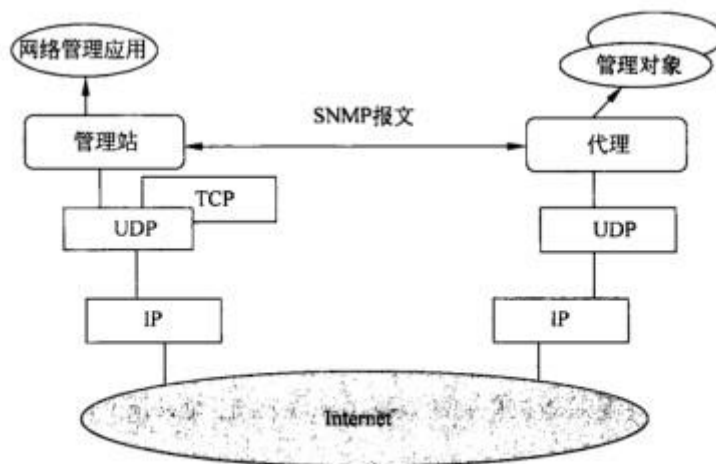 网络管理应用
管理对象
SNMP报文
管理站
代理
TCP
UDP
UDP
IP
IP
Internet